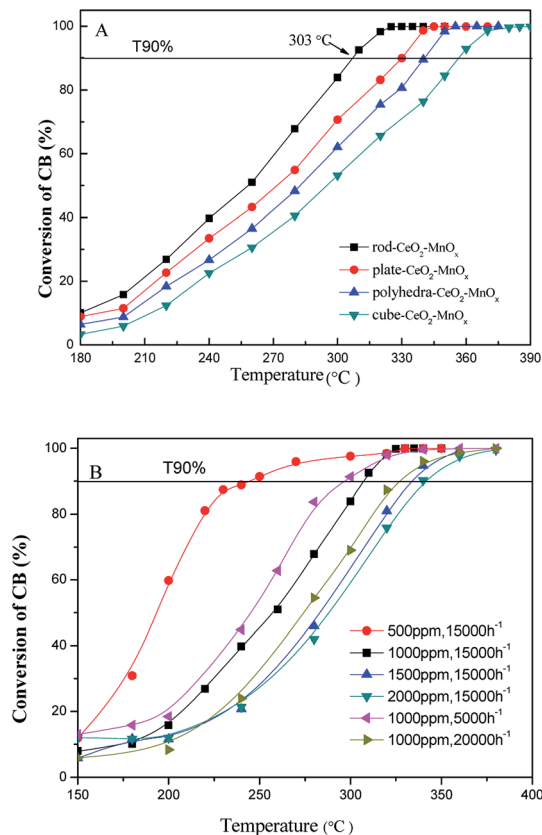 A
T90%
303 °C
100
80
60
40
20
0
Conversion of CB (%)
rod-CeO₂-MnOₓ
plate-CeO₂-MnOₓ
polyhedra-CeO₂-MnOₓ
cube-CeO₂-MnOₓ
180 210 240 270 300 330 360 390
Temperature(°C)
B
T90%
100
80
60
40
20
0
Conversion of CB (%)
500ppm,15000h⁻¹
1000ppm,15000h⁻¹
1500ppm,15000h⁻¹
2000ppm,15000h⁻¹
1000ppm,5000h⁻¹
1000ppm,20000h⁻¹
150 200 250 300 350 400
Temperature (°C)